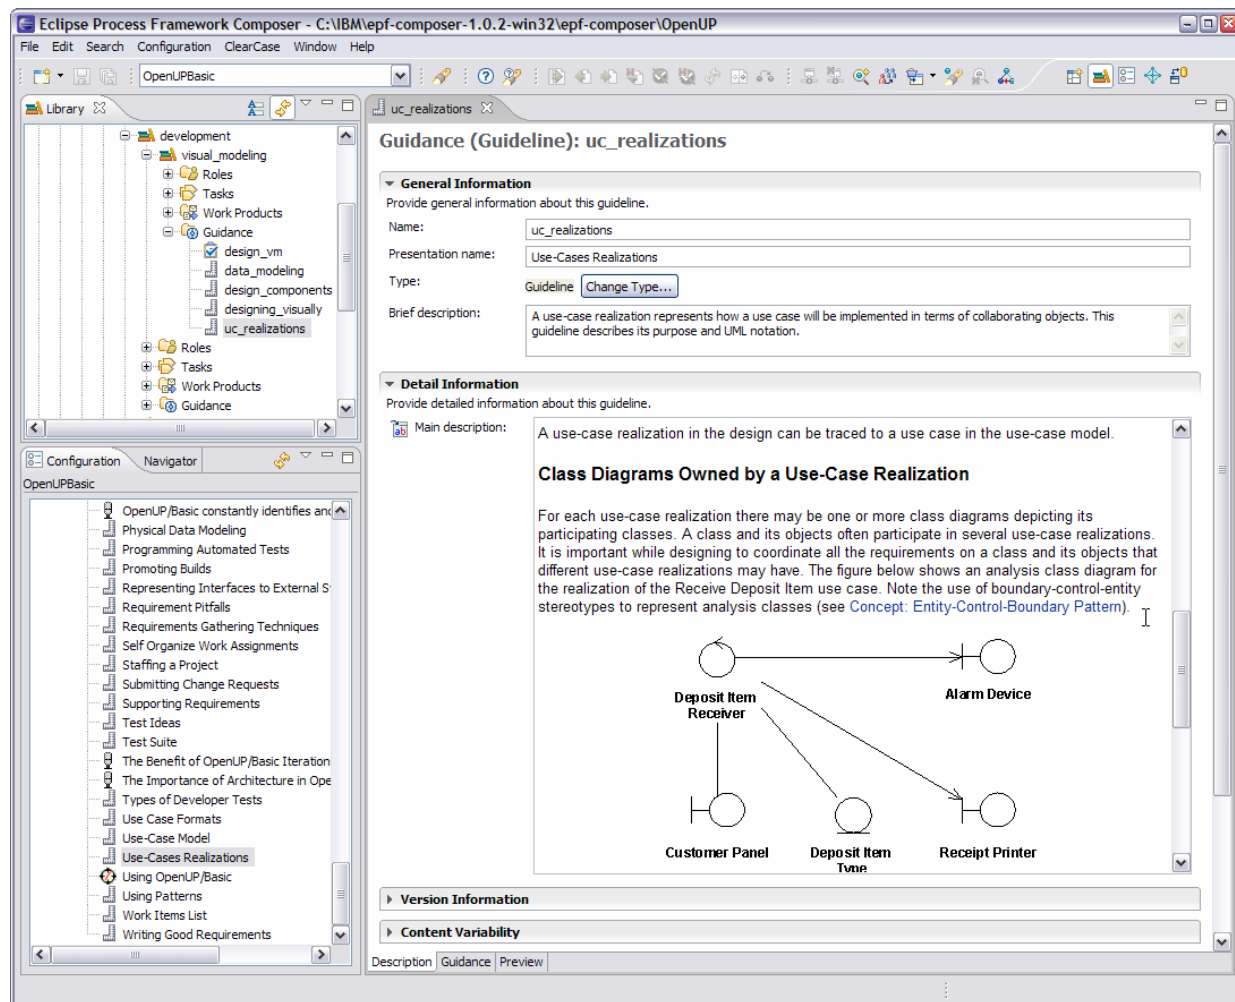 Eclipse Process Framework Composer - C:\IBM\epf-composer-1.0.2-win32\epf-composer\OpenUP
File Edit Search Configuration ClearCase Window Help
OpenUPBasic
Library
development
visual_modeling
Roles
Tasks
Work Products
Guidance
design_vm
data_modeling
design_components
designing_visually
uc_realizations
Roles
Tasks
Work Products
Guidance
Configuration Navigator
OpenUPBasic
OpenUP/Basic constantly identifies and
Physical Data Modeling
Programming Automated Tests
Promoting Builds
Representing Interfaces to External S
Requirement Pitfalls
Requirements Gathering Techniques
Self Organize Work Assignments
Staffing a Project
Submitting Change Requests
Supporting Requirements
Test Ideas
Test Suite
The Benefit of OpenUP/Basic Iteration
The Importance of Architecture in Ope
Types of Developer Tests
Use Case Formats
Use-Case Model
Use-Cases Realizations
Using OpenUP/Basic
Using Patterns
Work Items List
Writing Good Requirements
uc_realizations
Guidance (Guideline): uc_realizations
General Information
Provide general information about this guideline.
Name: uc_realizations
Presentation name: Use-Cases Realizations
Type: Guideline Change Type...
Brief description: A use-case realization represents how a use case will be implemented in terms of collaborating objects. This
guideline describes its purpose and UML notation.
Detail Information
Provide detailed information about this guideline.
Main description:
A use-case realization in the design can be traced to a use case in the use-case model.
Class Diagrams Owned by a Use-Case Realization
For each use-case realization there may be one or more class diagrams depicting its
participating classes. A class and its objects often participate in several use-case realizations.
It is important while designing to coordinate all the requirements on a class and its objects that
different use-case realizations may have. The figure below shows an analysis class diagram for
the realization of the Receive Deposit Item use case. Note the use of boundary-control-entity
stereotypes to represent analysis classes (see Concept: Entity-Control-Boundary Pattern).
Deposit Item
Receiver
Alarm Device
Customer Panel
Deposit Item
Type
Receipt Printer
Version Information
Content Variability
Description Guidance Preview